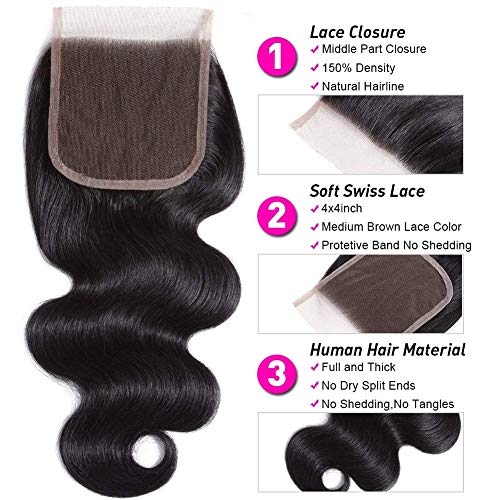 1
Lace Closure
Middle Part Closure
150% Density
Natural Hairline
2
Soft Swiss Lace
4x4inch
Medium Brown Lace Color
Protetive Band No Shedding
3
Human Hair Material
Full and Thick
No Dry Split Ends
No Shedding,No Tangles